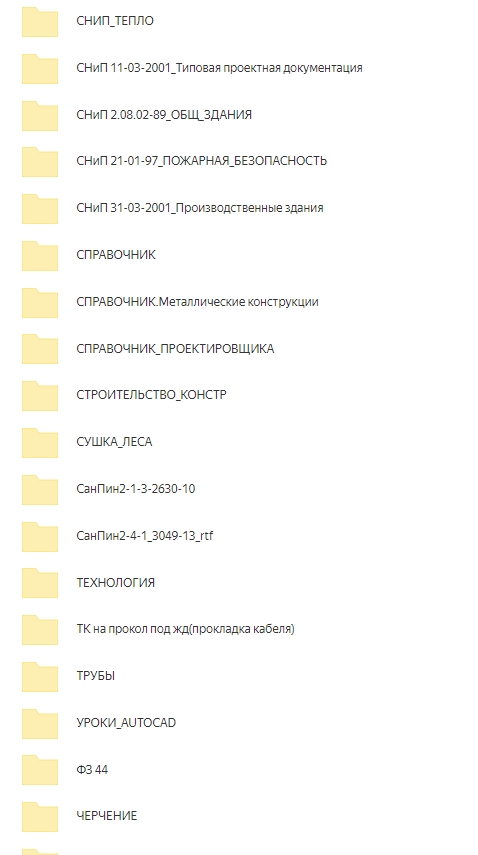 СНИП_ТЕПЛО
СНиП 11-03-2001_Типовая проектная документация
СНиП 2.08.02-89_ОБЩ_ЗДАНИЯ
СНиП 21-01-97_ПОЖАРНАЯ_БЕЗОПАСНОСТЬ
СНиП 31-03-2001_Производственные здания
СПРАВОЧНИК
СПРАВОЧНИК.Металлические конструкции
СПРАВОЧНИК_ПРОЕКТИРОВЩИКА
СТРОИТЕЛЬСТВО_КОНСТР
СУШКА_ЛЕСА
СанПин2-1-3-2630-10
СанПин2-4-1_3049-13_rtf
ТЕХНОЛОГИЯ
ТК на прокол под жд(прокладка кабеля)
ТРУБЫ
УРОКИ_AUTOCAD
ФЗ 44
ЧЕРЧЕНИЕ